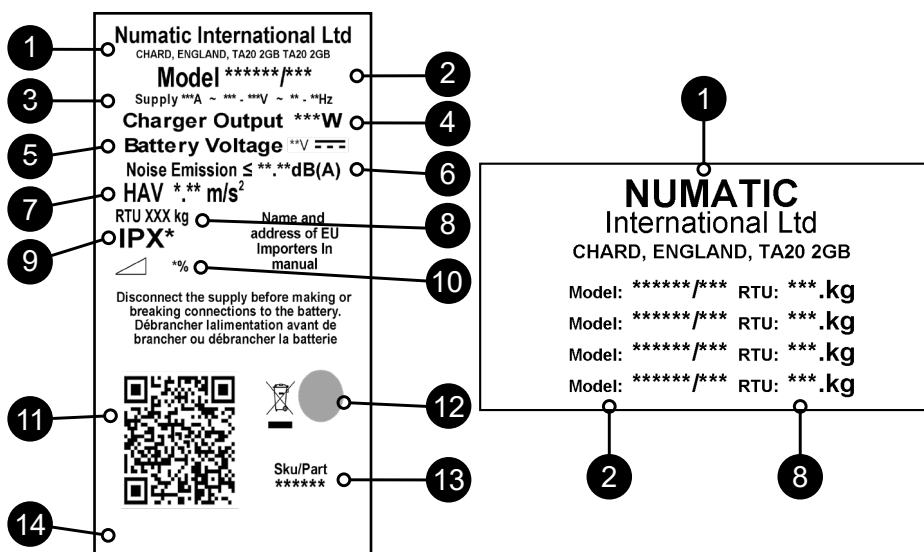 Numatic International Ltd
CHARD, ENGLAND, TA20 2GB TA20 2GB
Model ******/***
Supply ***A ~ *** - ***V ~ ** - **Hz
Charger Output ***W
Battery Voltage **V
Noise Emission ≤ **.**dB(A)
HAV *.** m/s²
RTU XXX kg
IPX*
Name and
address of EU
Importers In
manual
*%
Disconnect the supply before making or
breaking connections to the battery.
Débrancher lalimentation avant de
brancher ou débrancher la batterie
Sku/Part
******
1
2
3
4
5
6
7
8
9
10
11
12
13
14
1
NUMATIC
International Ltd
CHARD, ENGLAND, TA20 2GB
Model: ******/*** RTU: ***.kg
Model: ******/*** RTU: ***.kg
Model: ******/*** RTU: ***.kg
Model: ******/*** RTU: ***.kg
2
8